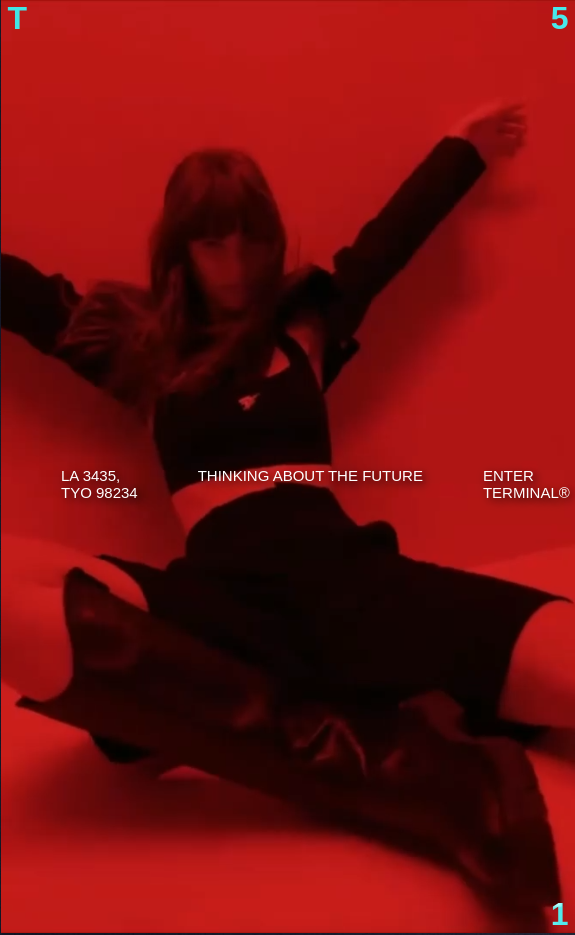 T
5
LA 3435,
TYO 98234
THINKING ABOUT THE FUTURE
ENTER
TERMINAL®
1